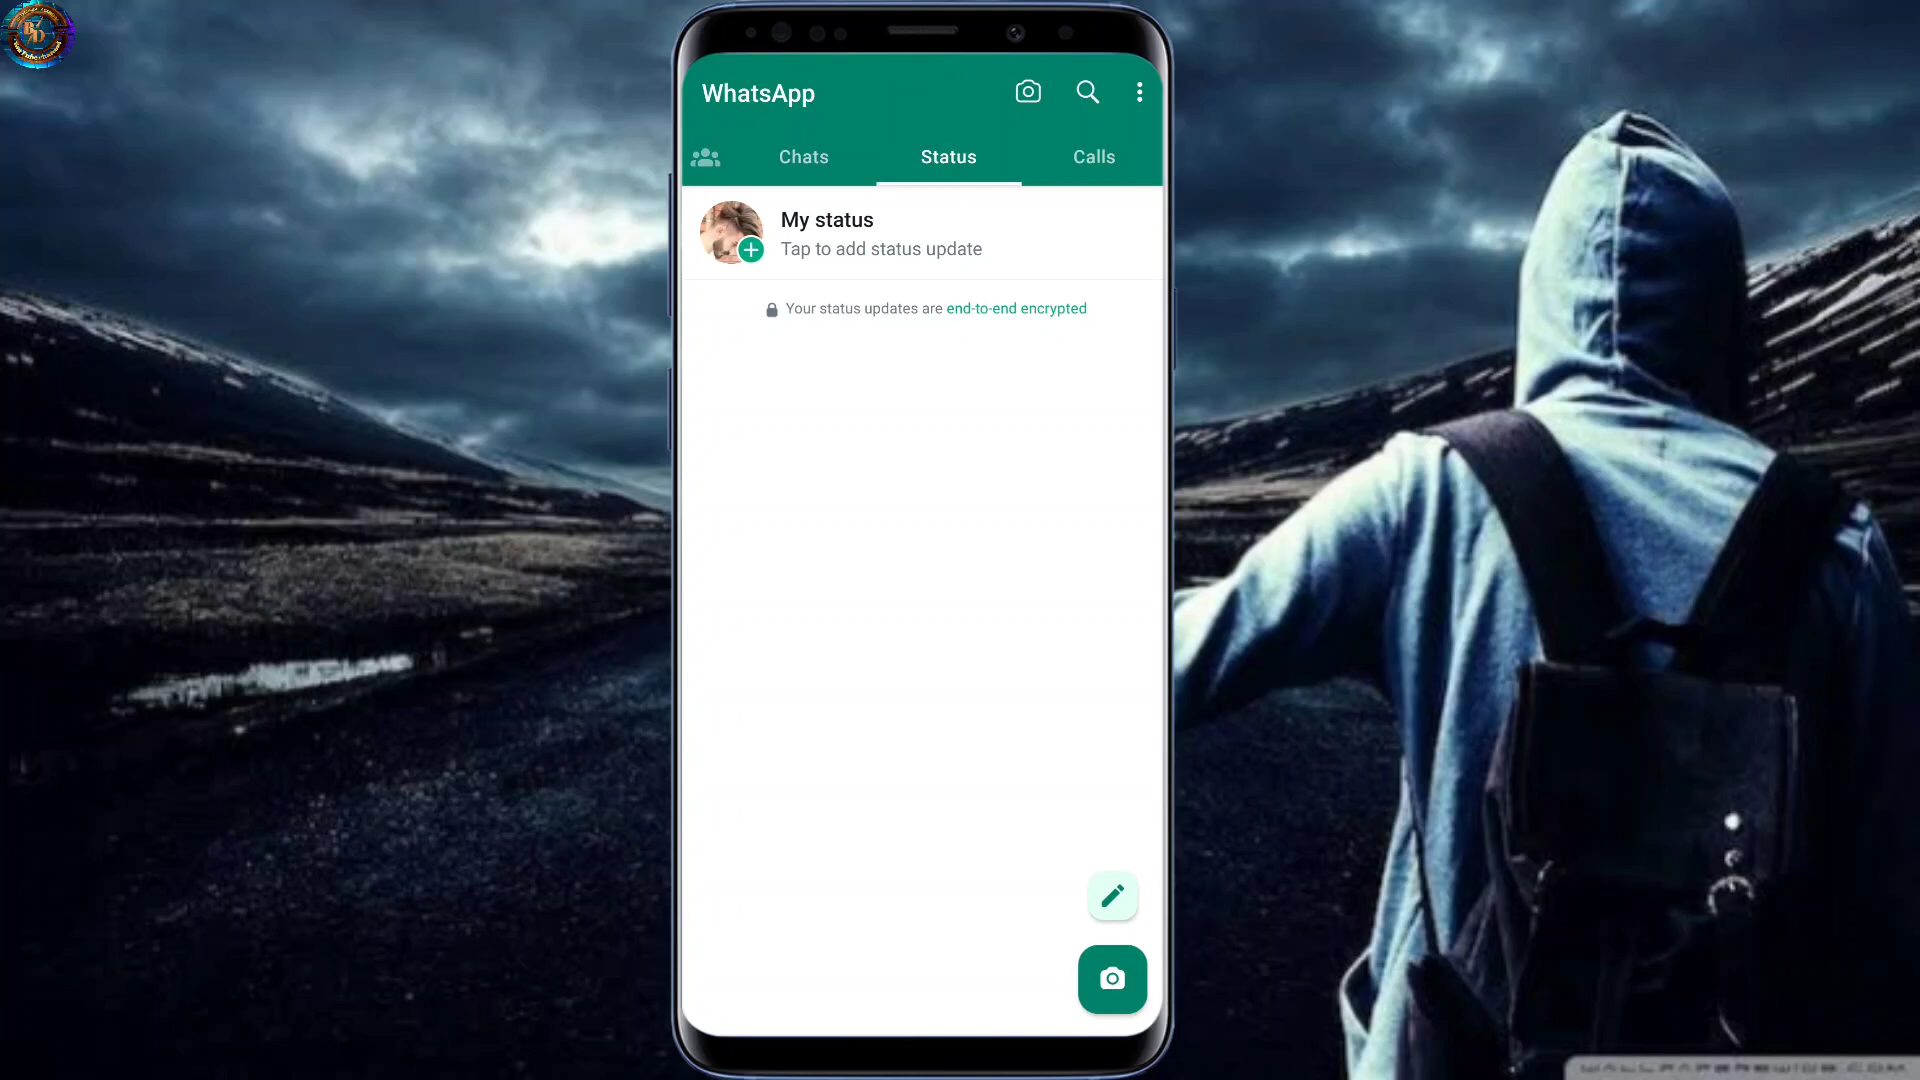 WhatsApp
Chats
Status
Calls
My status
Tap to add status update
Your status updates are end-to-end encrypted